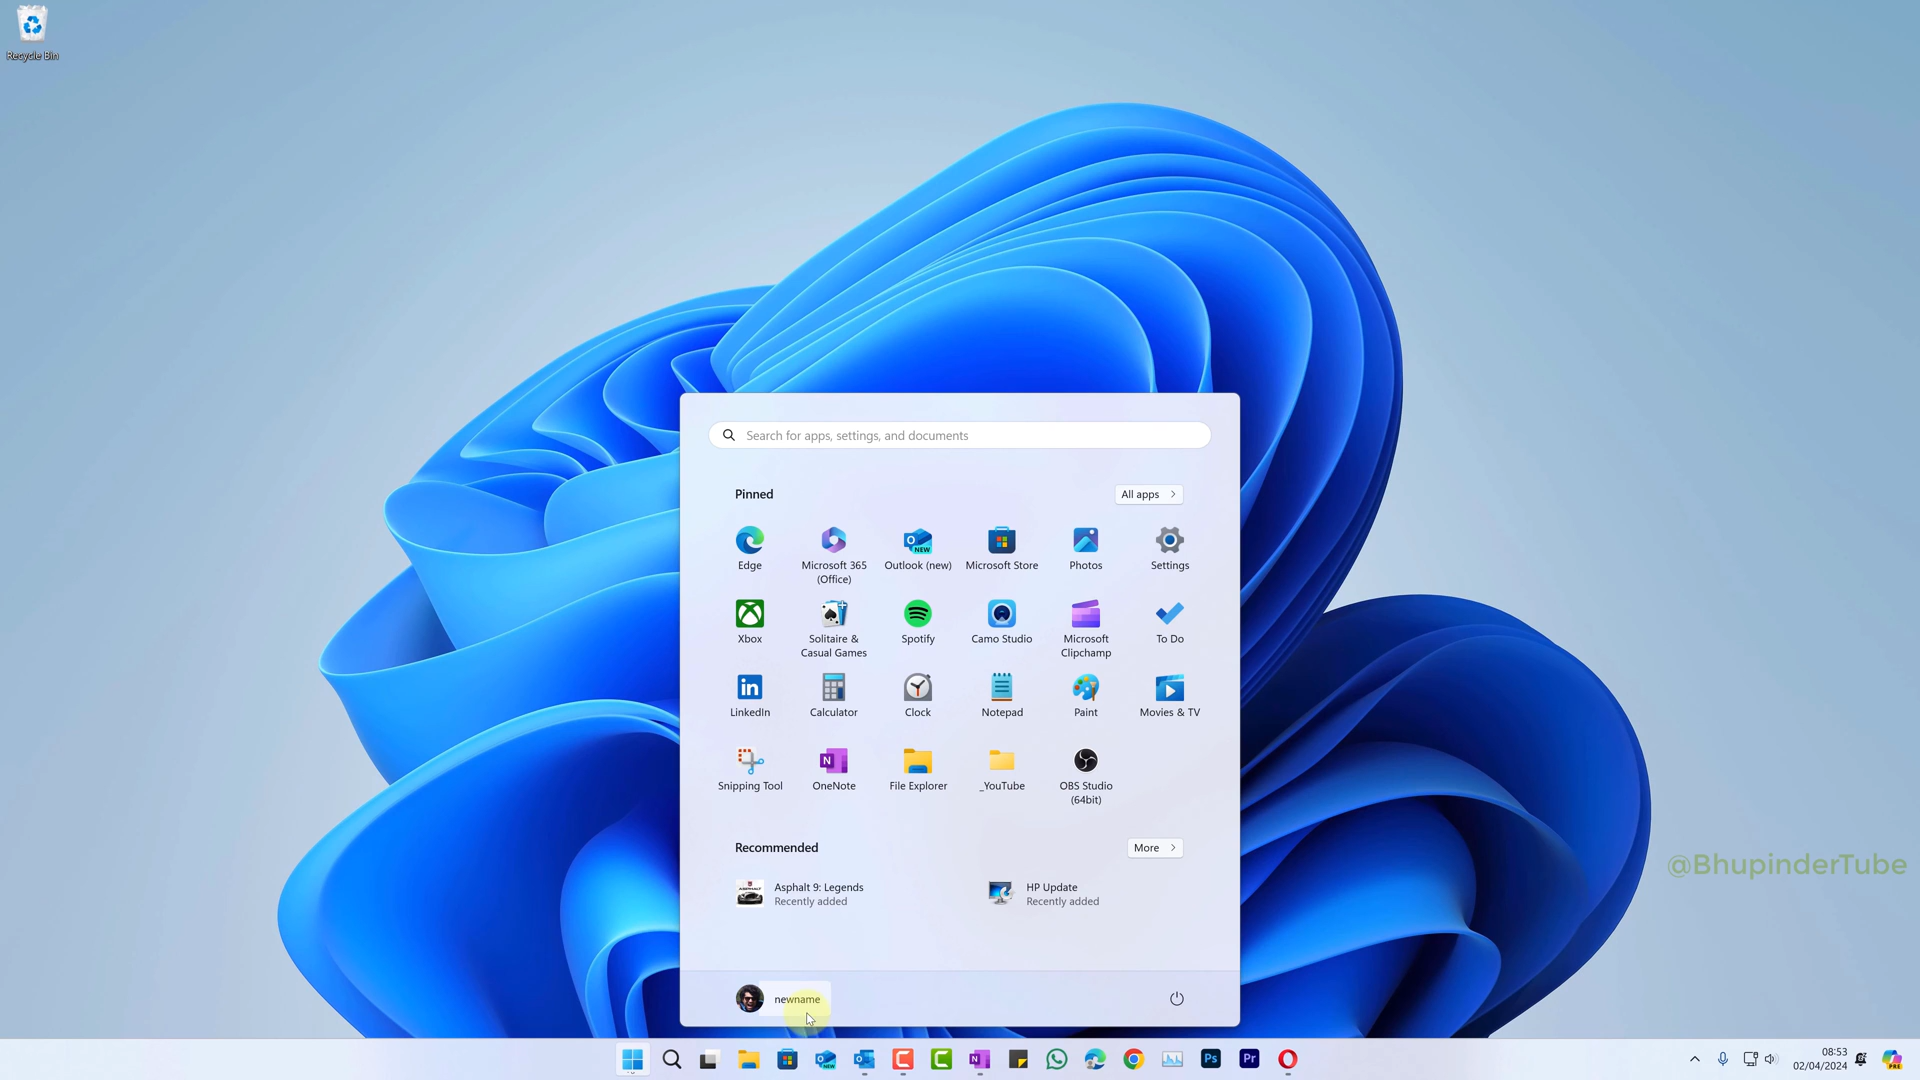 Recycle Bin
Search for apps, settings, and documents
Pinned
All apps
Edge
Microsoft 365
(Office)
Outlook (new)
Microsoft Store
Photos
Settings
Xbox
Solitaire &
Casual Games
Spotify
Camo Studio
Microsoft
Clipchamp
To Do
LinkedIn
Calculator
Clock
Notepad
Paint
Movies & TV
Snipping Tool
OneNote
File Explorer
_YouTube
OBS Studio
(64bit)
Recommended
More
Asphalt 9: Legends
Recently added
HP Update
Recently added
newname
@BhupinderTube
08:53
02/04/2024